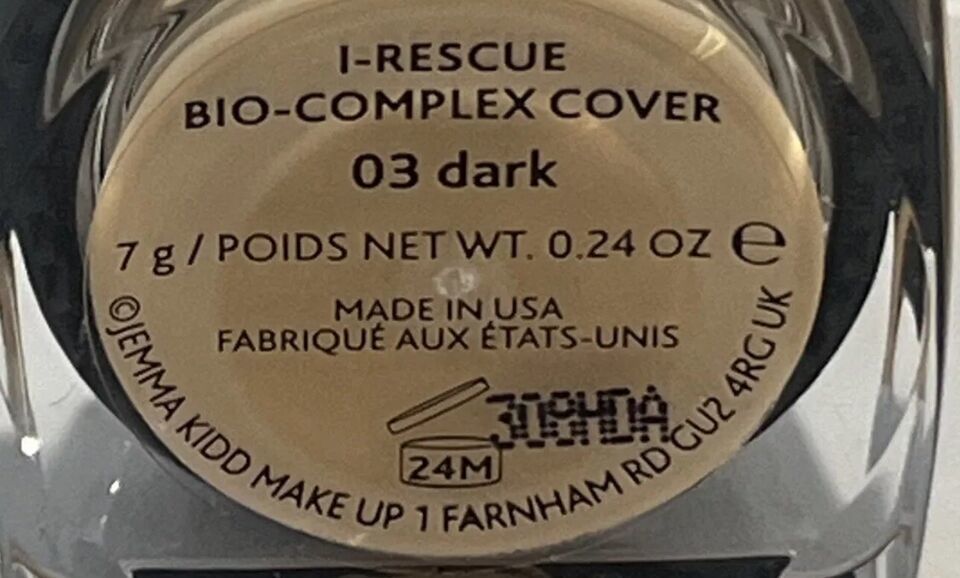 I-RESCUE
BIO-COMPLEX COVER
03 dark
7 g / POIDS NET WT. 0.24 OZ ℮
MADE IN USA
FABRIQUÉ AUX ÉTATS-UNIS
308HDA
24M
©JEMMA KIDD MAKE UP 1 FARNHAM RD GU2 4RG UK